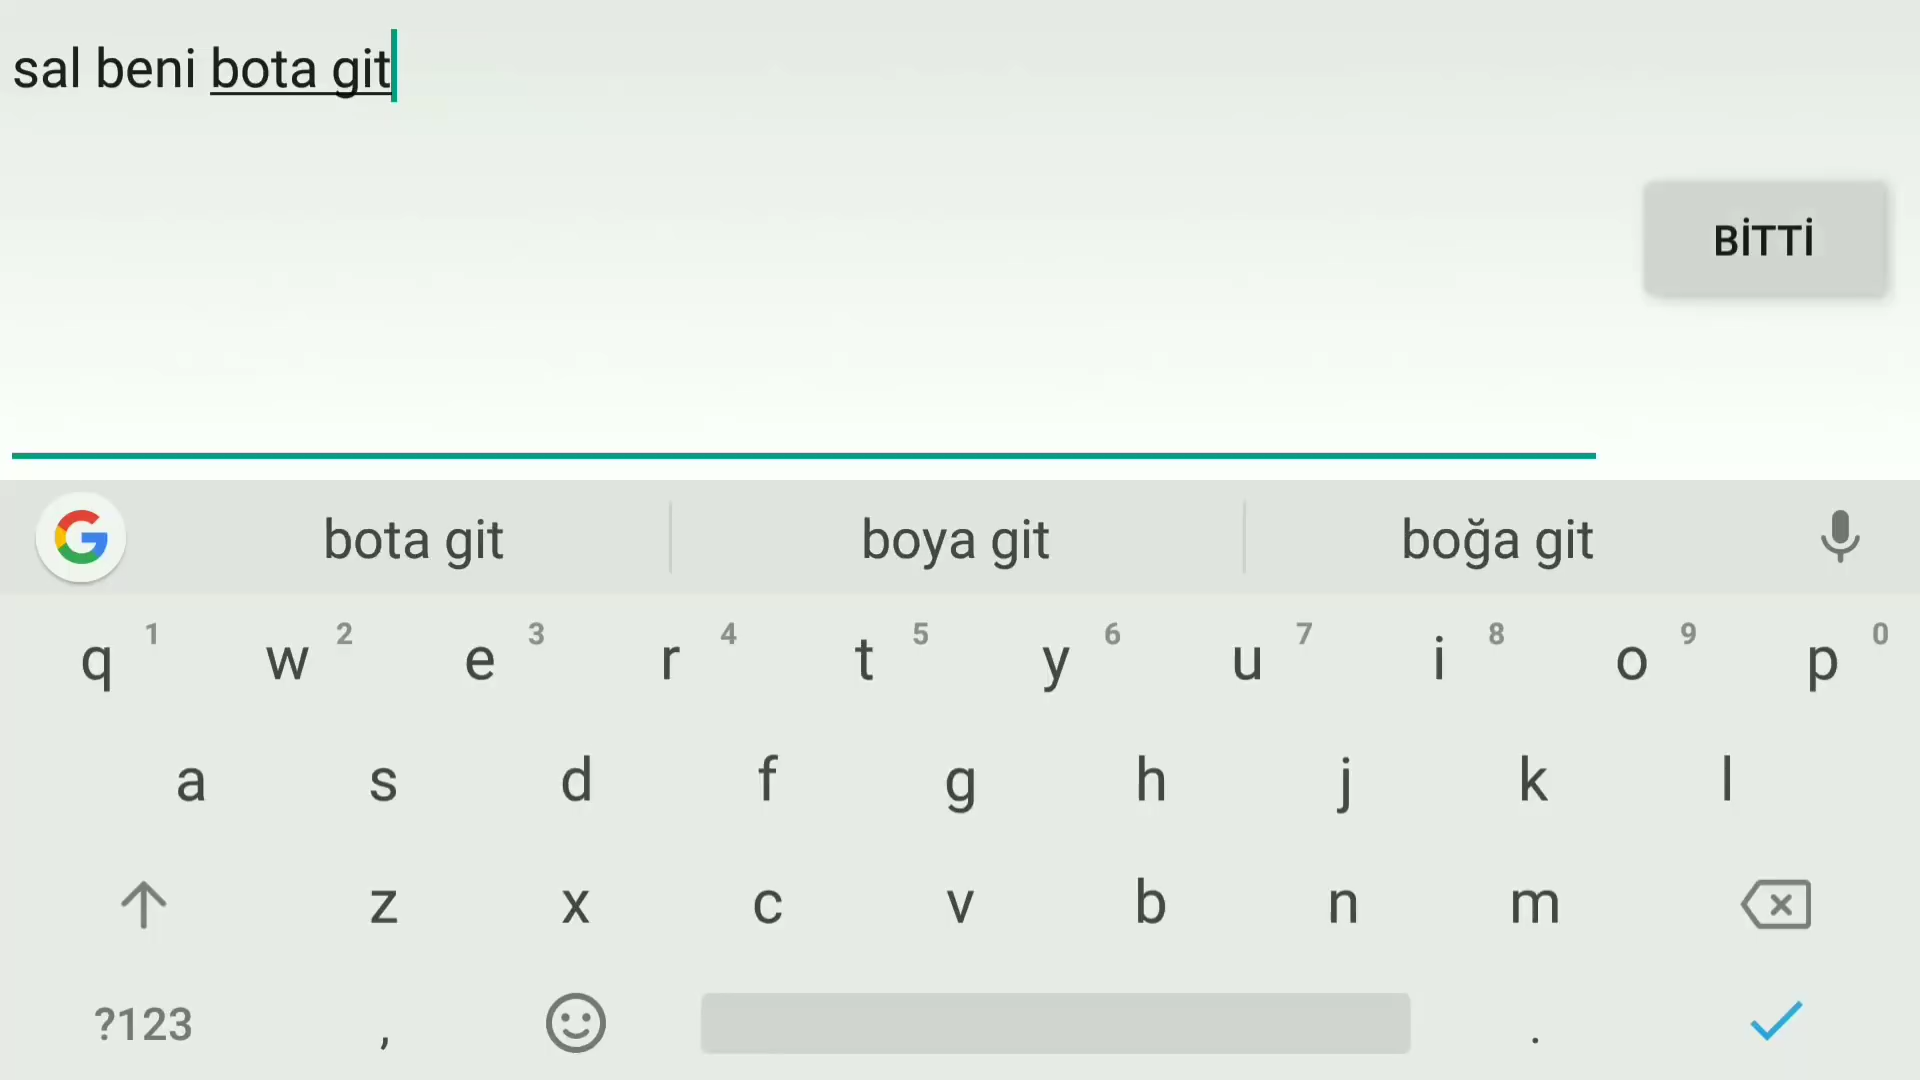 sal beni bota git
BİTTİ
bota git
boya git
boğa git
q 1 w 2 e 3 r 4 t 5 y 6 u 7 i 8 o 9 p 0
a s d f g h j k l
z x c v b n m
?123 , .